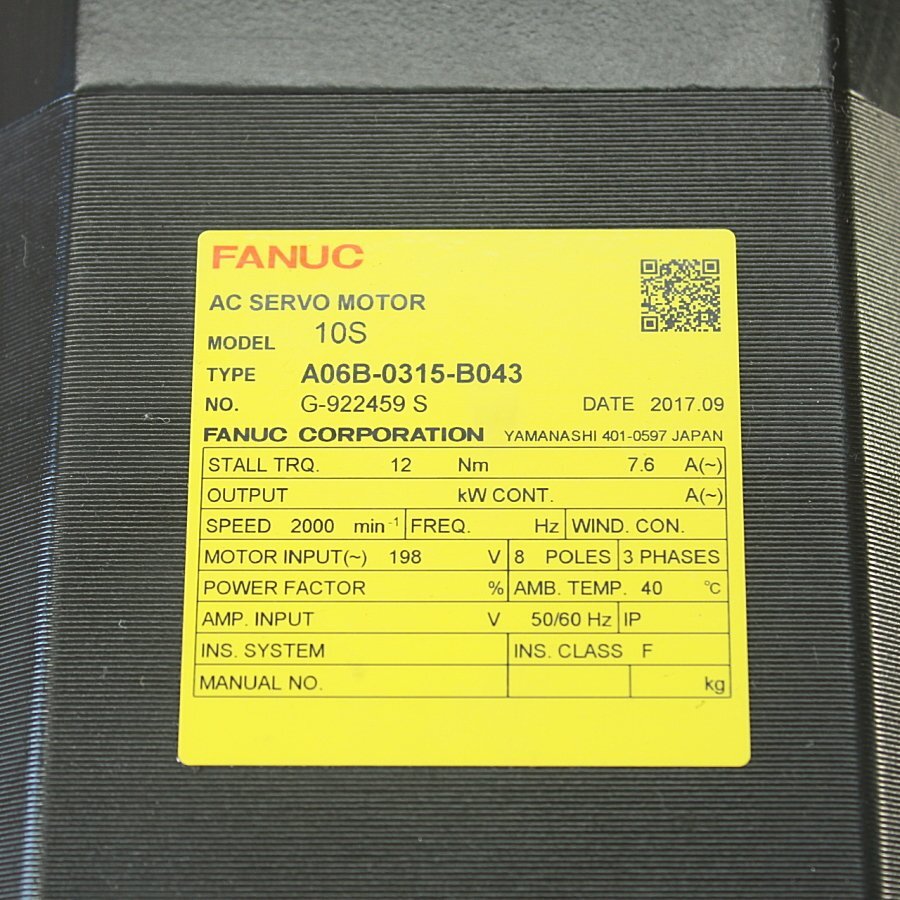 FANUC
AC SERVO MOTOR
MODEL 10S
TYPE A06B-0315-B043
NO. G-922459 S DATE 2017.09
FANUC CORPORATION YAMANASHI 401-0597 JAPAN
STALL TRQ. 12 Nm 7.6 A(~)
OUTPUT kW CONT. A(~)
SPEED 2000 min⁻¹ FREQ. Hz WIND. CON.
MOTOR INPUT(~) 198 V 8 POLES 3 PHASES
POWER FACTOR % AMB. TEMP. 40 ℃
AMP. INPUT V 50/60 Hz IP
INS. SYSTEM INS. CLASS F
MANUAL NO. kg